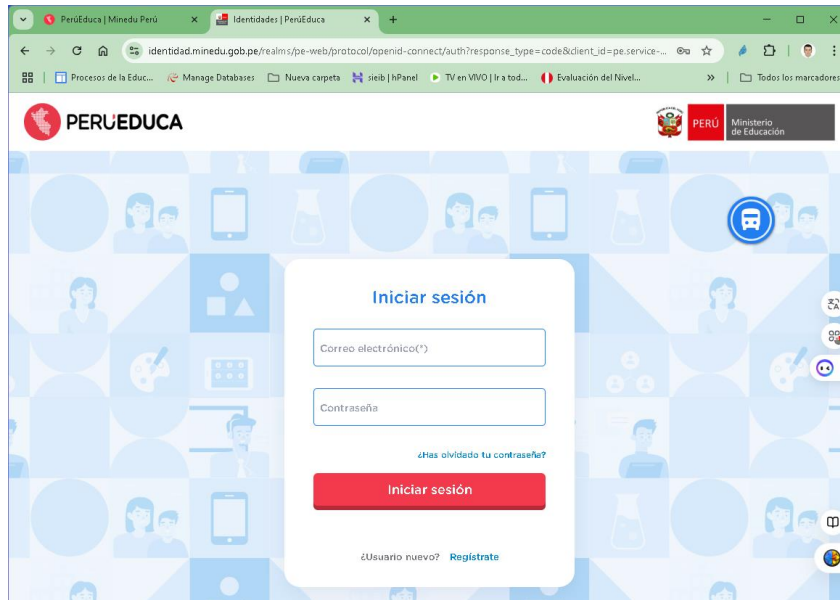 PerúEduca | Minedu Perú
Identidades | PerúEduca
identidad.minedu.gob.pe/realms/pe-web/protocol/openid-connect/auth?response_type=code&client_id=pe.service-...
Procesos de la Educ...
Manage Databases
Nueva carpeta
sieib | hPanel
TV en VIVO | Ir a tod...
Evaluación del Nivel...
»
Todos los marcadores
PERÚEDUCA
PERÚ
Ministerio
de Educación
Iniciar sesión
Correo electrónico(*)
Contraseña
¿Has olvidado tu contraseña?
Iniciar sesión
¿Usuario nuevo? Regístrate